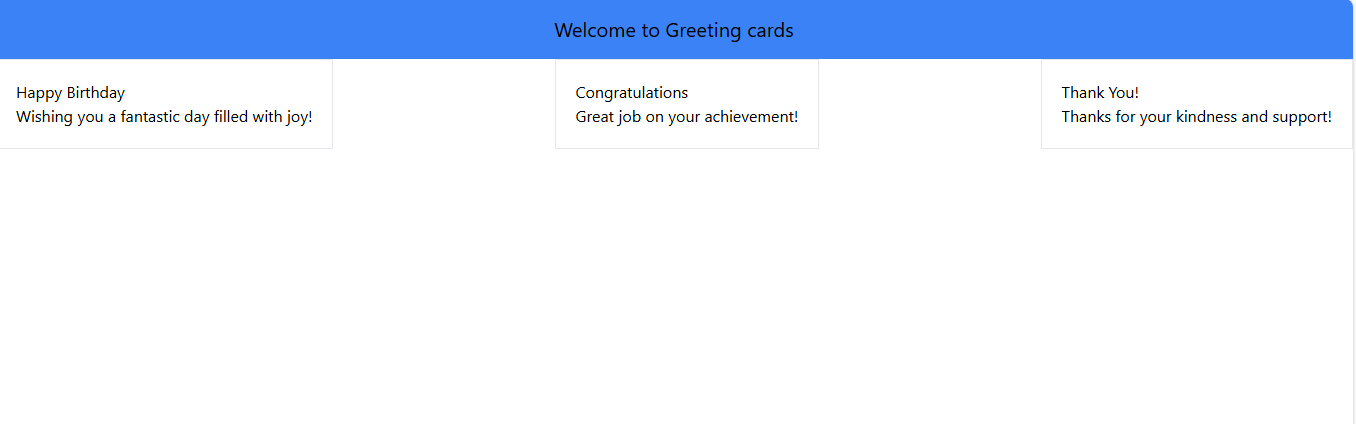 Welcome to Greeting cards
Happy Birthday
Wishing you a fantastic day filled with joy!
Congratulations
Great job on your achievement!
Thank You!
Thanks for your kindness and support!